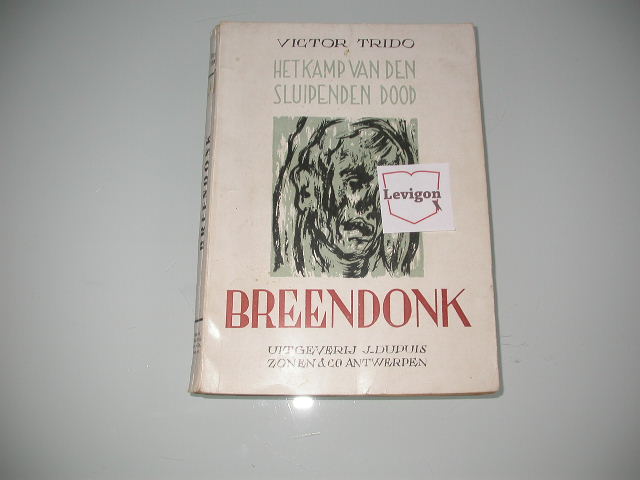 VICTOR TRIDO
HET KAMP VAN DEN
SLUIPENDEN DOOD
Levigon
BREENDONK
UITGEVERIJ J. DUPUIS
ZONEN & CO ANTWERPEN
BREENDONK